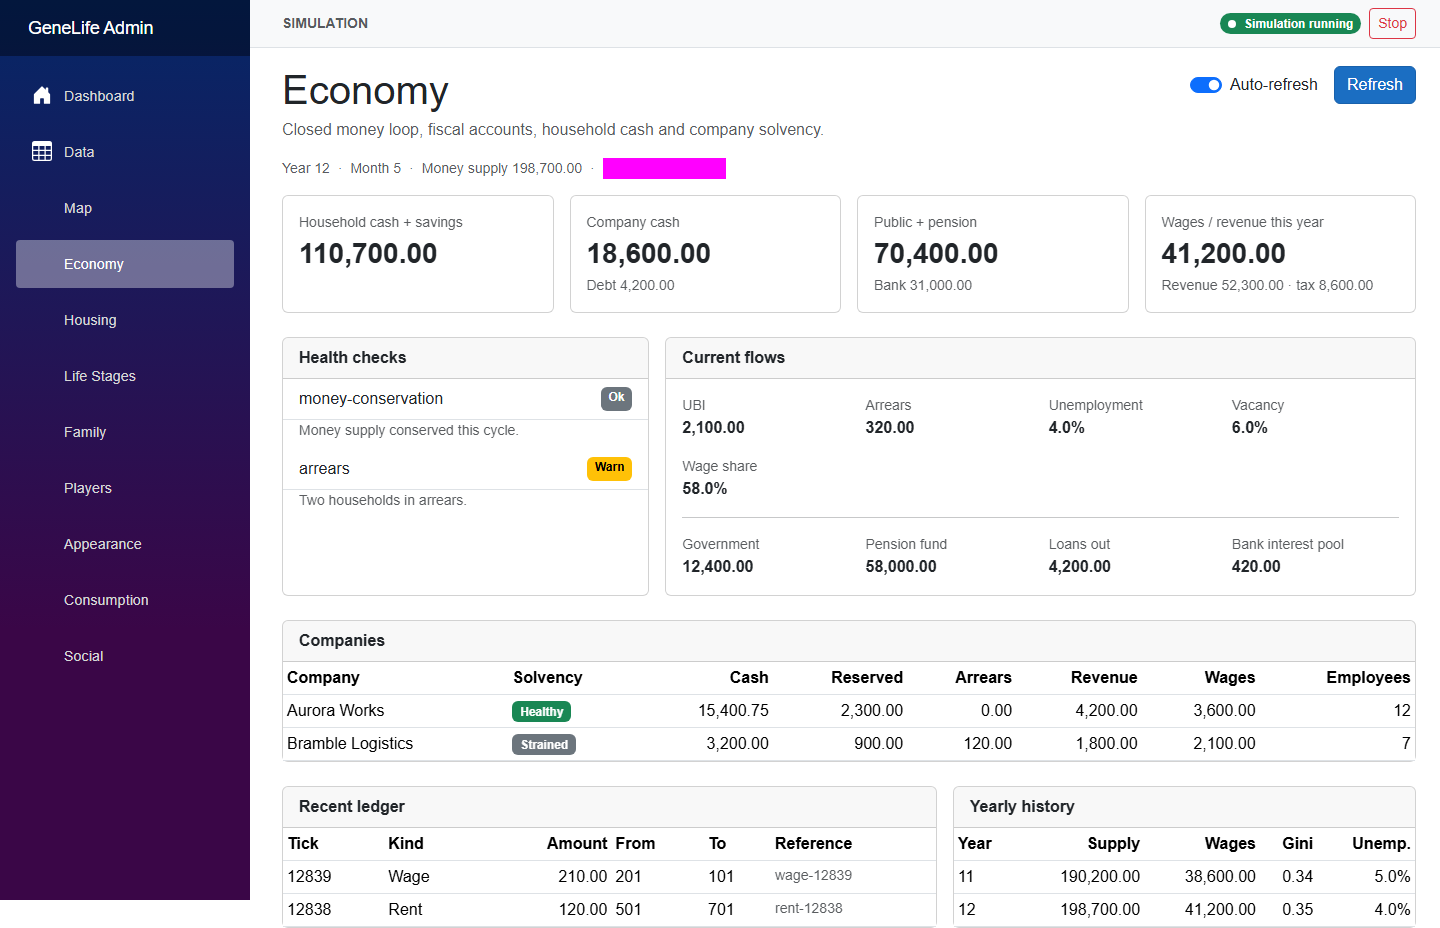 GeneLife Admin
SIMULATION
Simulation running
Stop
Dashboard
Data
Map
Economy
Housing
Life Stages
Family
Players
Appearance
Consumption
Social
Economy
Auto-refresh
Refresh
Closed money loop, fiscal accounts, household cash and company solvency.
Year 12 · Month 5 · Money supply 198,700.00 ·
Household cash + savings
110,700.00
Company cash
18,600.00
Debt 4,200.00
Public + pension
70,400.00
Bank 31,000.00
Wages / revenue this year
41,200.00
Revenue 52,300.00 · tax 8,600.00
Health checks
money-conservation Ok
Money supply conserved this cycle.
arrears Warn
Two households in arrears.
Current flows
UBI Arrears Unemployment Vacancy
2,100.00 320.00 4.0% 6.0%
Wage share
58.0%
Government Pension fund Loans out Bank interest pool
12,400.00 58,000.00 4,200.00 420.00
Companies
Company Solvency Cash Reserved Arrears Revenue Wages Employees
Aurora Works Healthy 15,400.75 2,300.00 0.00 4,200.00 3,600.00 12
Bramble Logistics Strained 3,200.00 900.00 120.00 1,800.00 2,100.00 7
Recent ledger
Tick Kind Amount From To Reference
12839 Wage 210.00 201 101 wage-12839
12838 Rent 120.00 501 701 rent-12838
Yearly history
Year Supply Wages Gini Unemp.
11 190,200.00 38,600.00 0.34 5.0%
12 198,700.00 41,200.00 0.35 4.0%